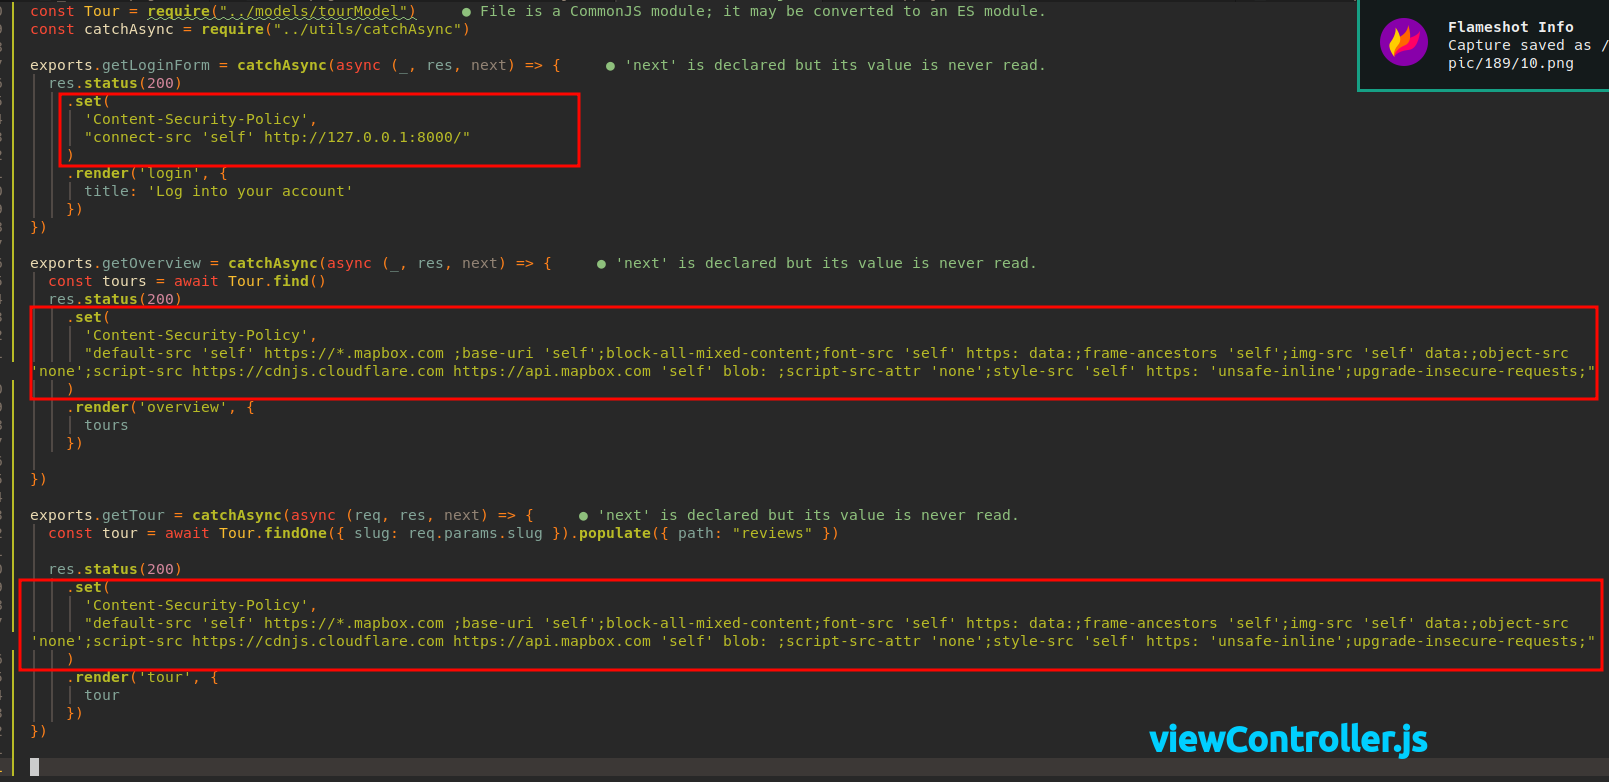 const Tour = require("../models/tourModel")     ● File is a CommonJS module; it may be converted to an ES module.
const catchAsync = require("../utils/catchAsync")
exports.getLoginForm = catchAsync(async (_, res, next) => {     ● 'next' is declared but its value is never read.
res.status(200)
.set(
'Content-Security-Policy',
"connect-src 'self' http://127.0.0.1:8000/"
)
.render('login', {
title: 'Log into your account'
})
})
exports.getOverview = catchAsync(async (_, res, next) => {     ● 'next' is declared but its value is never read.
const tours = await Tour.find()
res.status(200)
.set(
'Content-Security-Policy',
"default-src 'self' https://*.mapbox.com ;base-uri 'self';block-all-mixed-content;font-src 'self' https: data:;frame-ancestors 'self';img-src 'self' data:;object-src
'none';script-src https://cdnjs.cloudflare.com https://api.mapbox.com 'self' blob: ;script-src-attr 'none';style-src 'self' https: 'unsafe-inline';upgrade-insecure-requests;"
)
.render('overview', {
tours
})
})
exports.getTour = catchAsync(async (req, res, next) => {     ● 'next' is declared but its value is never read.
const tour = await Tour.findOne({ slug: req.params.slug }).populate({ path: "reviews" })
res.status(200)
.set(
'Content-Security-Policy',
"default-src 'self' https://*.mapbox.com ;base-uri 'self';block-all-mixed-content;font-src 'self' https: data:;frame-ancestors 'self';img-src 'self' data:;object-src
'none';script-src https://cdnjs.cloudflare.com https://api.mapbox.com 'self' blob: ;script-src-attr 'none';style-src 'self' https: 'unsafe-inline';upgrade-insecure-requests;"
)
.render('tour', {
tour
})
})
Flameshot Info
Capture saved as /
pic/189/10.png
viewController.js